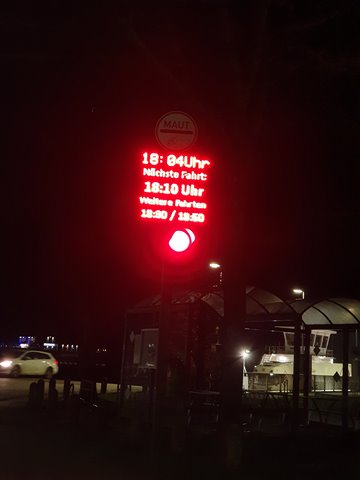 MAUT
18:04Uhr
Nächste Fahrt:
18:10 Uhr
Weitere Fahrten
18:30 / 18:50